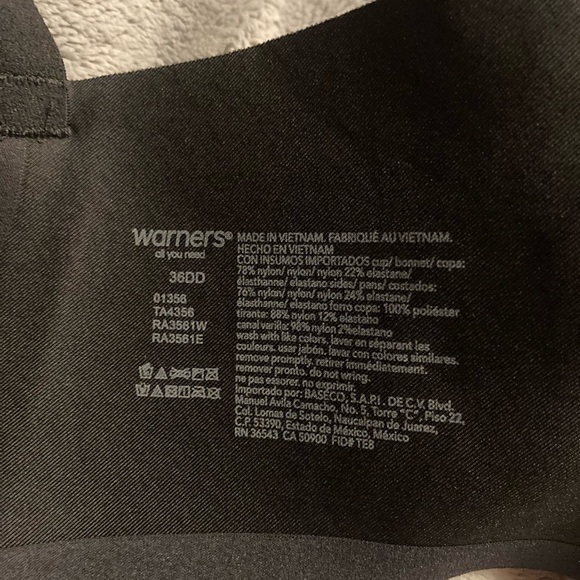 warners®
all you need
36DD
01356
TA4356
RA3561W
RA3561E
MADE IN VIETNAM. FABRIQUÉ AU VIETNAM.
HECHO EN VIETNAM
CON INSUMOS IMPORTADOS cup/ bonnet/ copa:
78% nylon/ nylon/ nylon 22% elastane/
élasthanne/ elastano sides/ pans/ costados:
76% nylon/ nylon/ nylon 24% elastane/
élasthanne/ elastano forro copa: 100% poliéster
tirante: 88% nylon 12% elastano
canal varilla: 98% nylon 2%elastano
wash with like colors. laver en séparant les
couleurs. usar jabón. lavar con colores similares.
remove promptly. retirer immédiatement.
remover pronto. do not wring.
ne pas essorer. no exprimir.
Importado por: BASECO, S.A.P.I. DE C.V. Blvd.
Manuel Avila Camacho, No. 5, Torre "C", Piso 22,
Col. Lomas de Sotelo, Naucalpan de Juarez,
C.P. 53390, Estado de México, México
RN 36543 CA 50900 FID# TE8